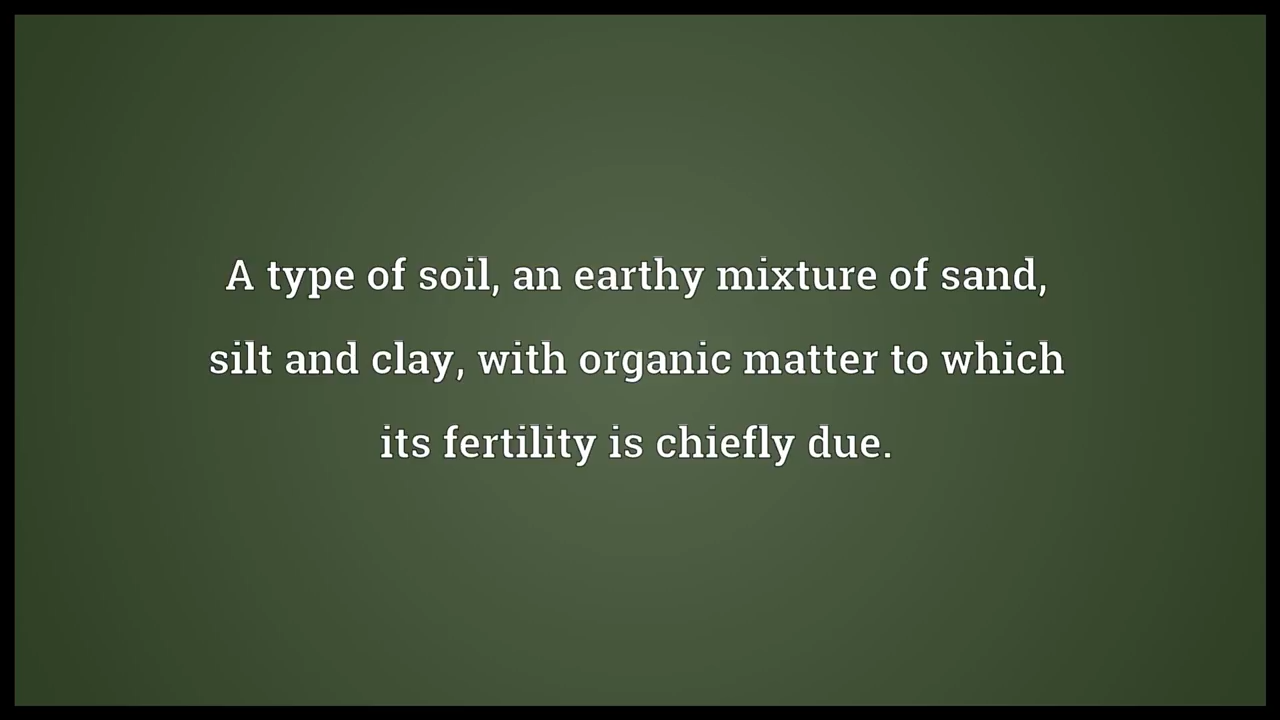 A type of soil, an earthy mixture of sand,
silt and clay, with organic matter to which
its fertility is chiefly due.